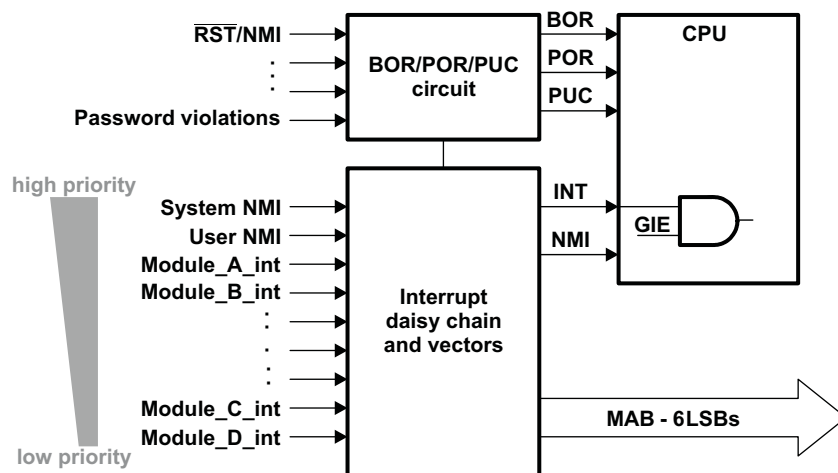 RST/NMI
BOR/POR/PUC
circuit
Password violations
BOR
POR
PUC
CPU
high priority
low priority
System NMI
User NMI
Module_A_int
Module_B_int
Module_C_int
Module_D_int
Interrupt
daisy chain
and vectors
INT
NMI
GIE
MAB - 6LSBs